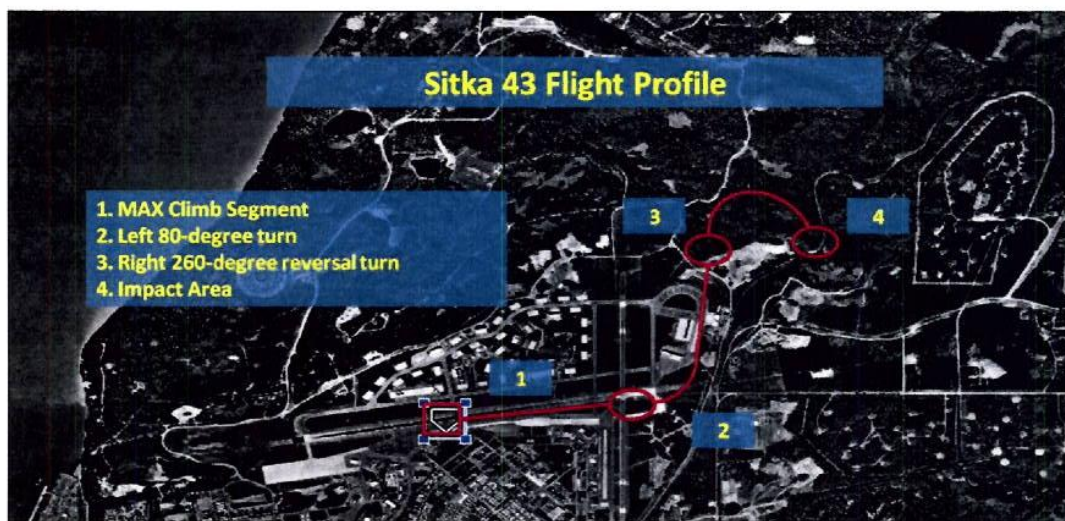 Sitka 43 Flight Profile
1. MAX Climb Segment
2. Left 80-degree turn
3. Right 260-degree reversal turn
4. Impact Area
3
4
1
2